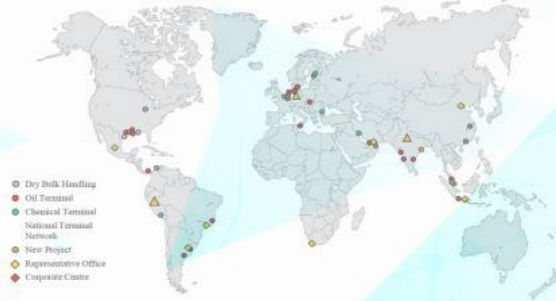 Dry Bulk Handling
Oil Terminal
Chemical Terminal
National Terminal
Network
New Project
Representative Office
Corporate Centre